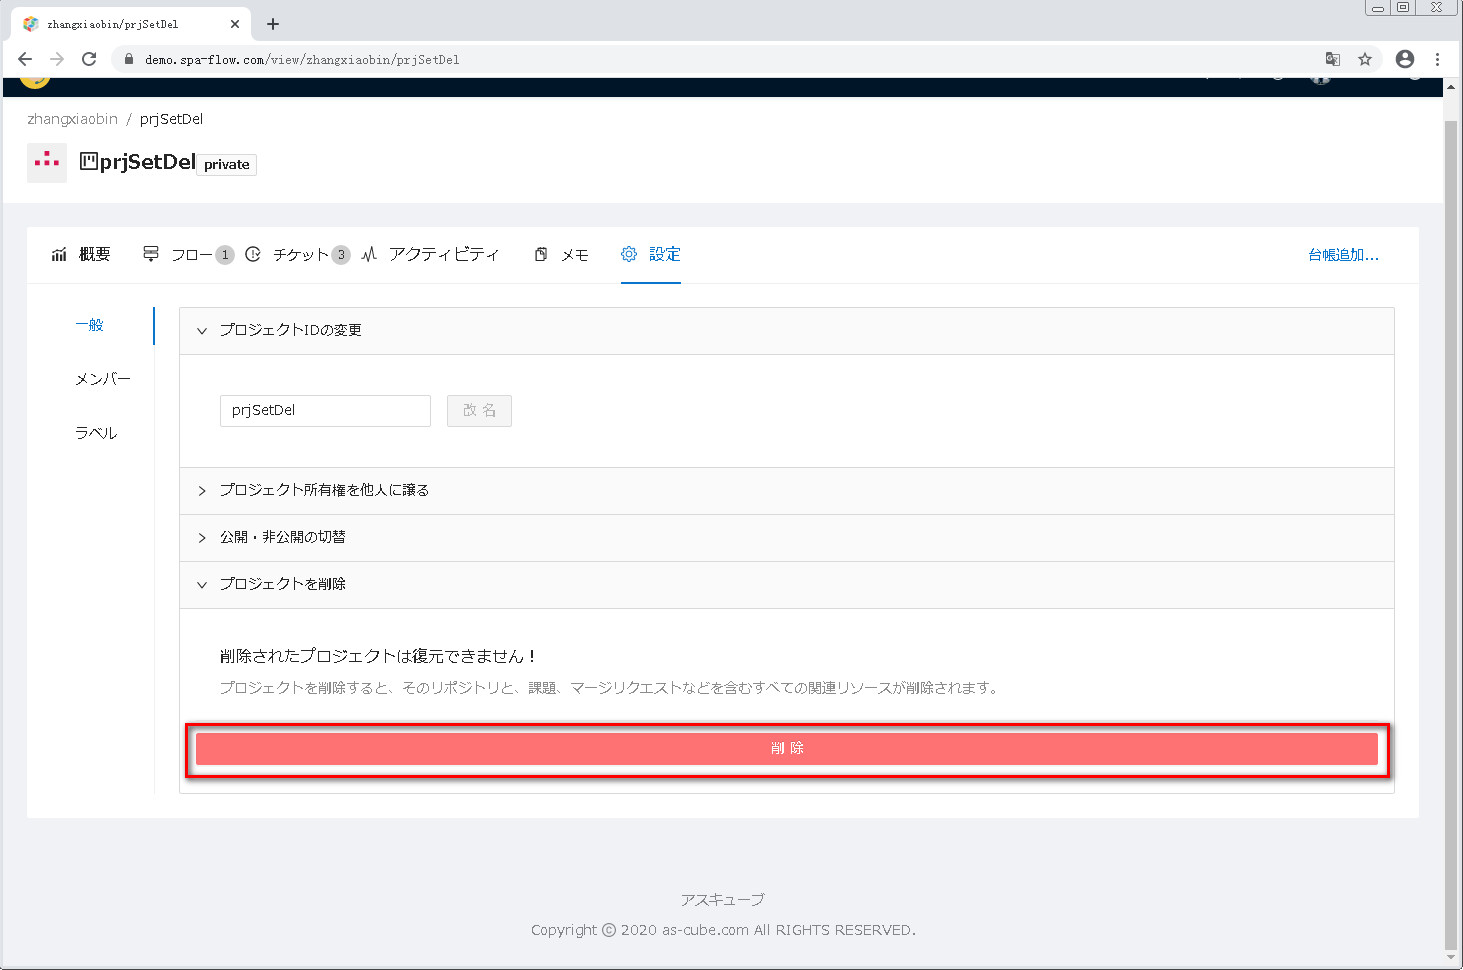 zhangxiaobin/prjSetDel
demo.spa-flow.com/view/zhangxiaobin/prjSetDel
zhangxiaobin / prjSetDel
prjSetDel private
概要 フロー 1 チケット 3 アクティビティ メモ 設定 台帳追加...
一般
メンバー
ラベル
プロジェクトIDの変更
prjSetDel 改 名
プロジェクト所有権を他人に譲る
公開・非公開の切替
プロジェクトを削除
削除されたプロジェクトは復元できません！
プロジェクトを削除すると、そのリポジトリと、課題、マージリクエストなどを含むすべての関連リソースが削除されます。
削 除
アスキューブ
Copyright © 2020 as-cube.com All RIGHTS RESERVED.